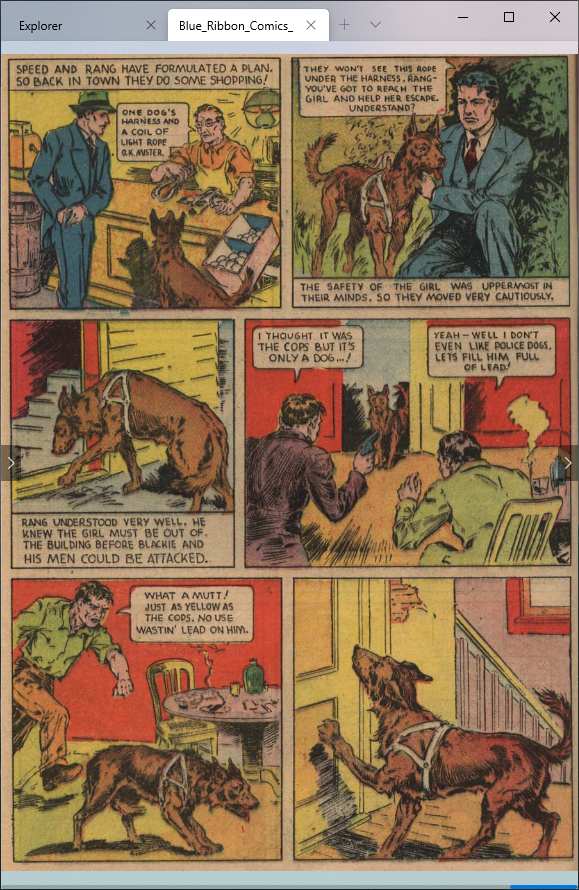 Explorer
Blue_Ribbon_Comics_
SPEED AND RANG HAVE FORMULATED A PLAN.
SO BACK IN TOWN THEY DO SOME SHOPPING!
ONE DOG'S
HARNESS AND
A COIL OF
LIGHT ROPE
O.K. MISTER.
THEY WON'T SEE THIS ROPE
UNDER THE HARNESS, RANG-
YOU'VE GOT TO REACH THE
GIRL AND HELP HER ESCAPE.
UNDERSTAND?
THE SAFETY OF THE GIRL WAS UPPERMOST IN
THEIR MINDS, SO THEY MOVED VERY CAUTIOUSLY.
RANG UNDERSTOOD VERY WELL. HE
KNEW THE GIRL MUST BE OUT OF
THE BUILDING BEFORE BLACKIE AND
HIS MEN COULD BE ATTACKED.
I THOUGHT IT WAS
THE COPS BUT IT'S
ONLY A DOG...!
YEAH-WELL I DON'T
EVEN LIKE POLICE DOGS.
LETS FILL HIM FULL
OF LEAD!
WHAT A MUTT!
JUST AS YELLOW AS
THE COPS. NO USE
WASTIN' LEAD ON HIM.